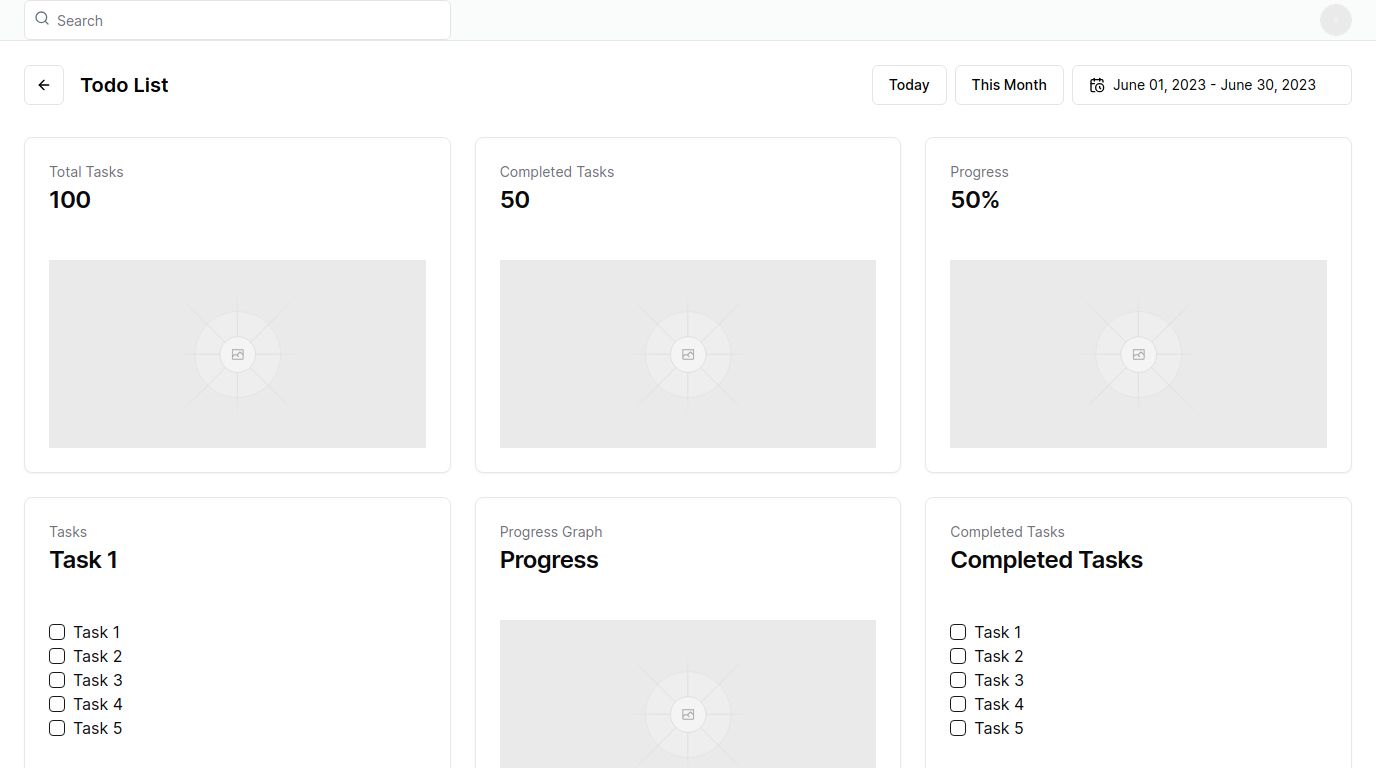 Search
Todo List
Today
This Month
June 01, 2023 - June 30, 2023
Total Tasks
100
Completed Tasks
50
Progress
50%
Tasks
Task 1
Task 1
Task 2
Task 3
Task 4
Task 5
Progress Graph
Progress
Completed Tasks
Completed Tasks
Task 1
Task 2
Task 3
Task 4
Task 5